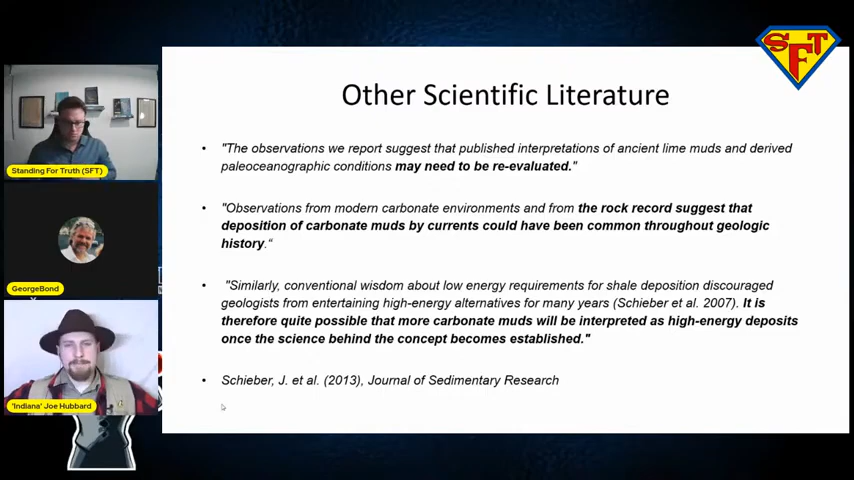 SFT
Other Scientific Literature
• "The observations we report suggest that published interpretations of ancient lime muds and derived
paleoceanographic conditions may need to be re-evaluated."
• "Observations from modern carbonate environments and from the rock record suggest that
deposition of carbonate muds by currents could have been common throughout geologic
history.“
• "Similarly, conventional wisdom about low energy requirements for shale deposition discouraged
geologists from entertaining high-energy alternatives for many years (Schieber et al. 2007). It is
therefore quite possible that more carbonate muds will be interpreted as high-energy deposits
once the science behind the concept becomes established."
• Schieber, J. et al. (2013), Journal of Sedimentary Research
Standing For Truth (SFT)
GeorgeBond
'Indiana' Joe Hubbard